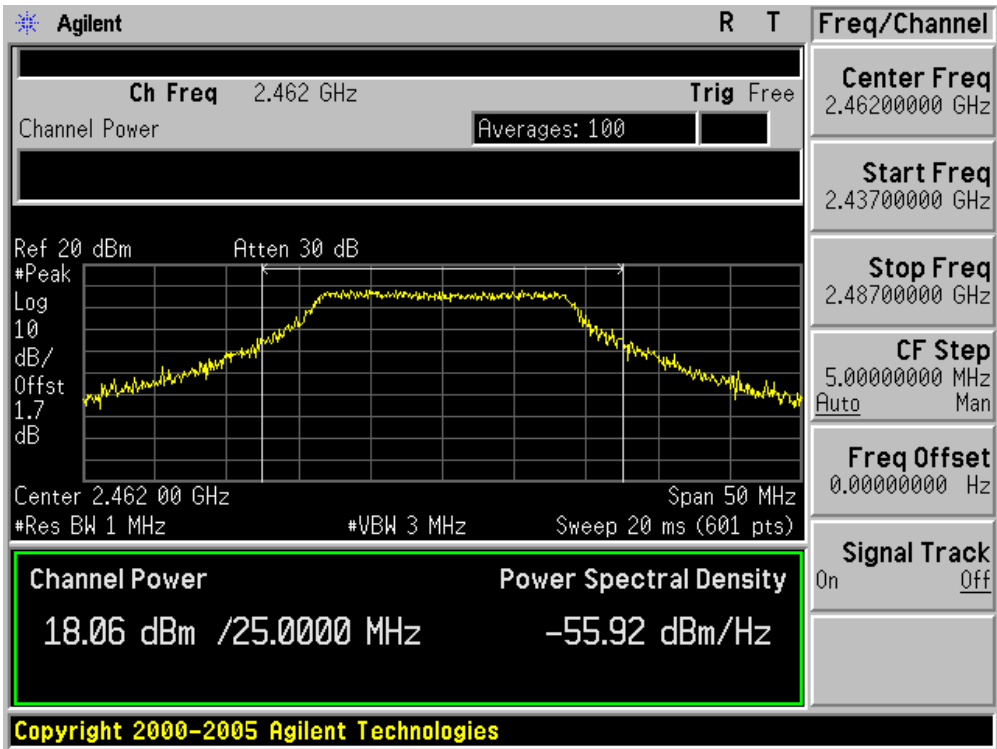 Agilent R T Freq/Channel
Ch Freq 2.462 GHz Trig Free
Channel Power Averages: 100
Center Freq
2.46200000 GHz
Start Freq
2.43700000 GHz
Ref 20 dBm Atten 30 dB
#Peak
Log
10
dB/
Offst
1.7
dB
Stop Freq
2.48700000 GHz
CF Step
5.00000000 MHz
Auto Man
Center 2.462 00 GHz Span 50 MHz
#Res BW 1 MHz #VBW 3 MHz Sweep 20 ms (601 pts)
Freq Offset
0.00000000 Hz
Signal Track
On Off
Channel Power Power Spectral Density
18.06 dBm /25.0000 MHz -55.92 dBm/Hz
Copyright 2000-2005 Agilent Technologies